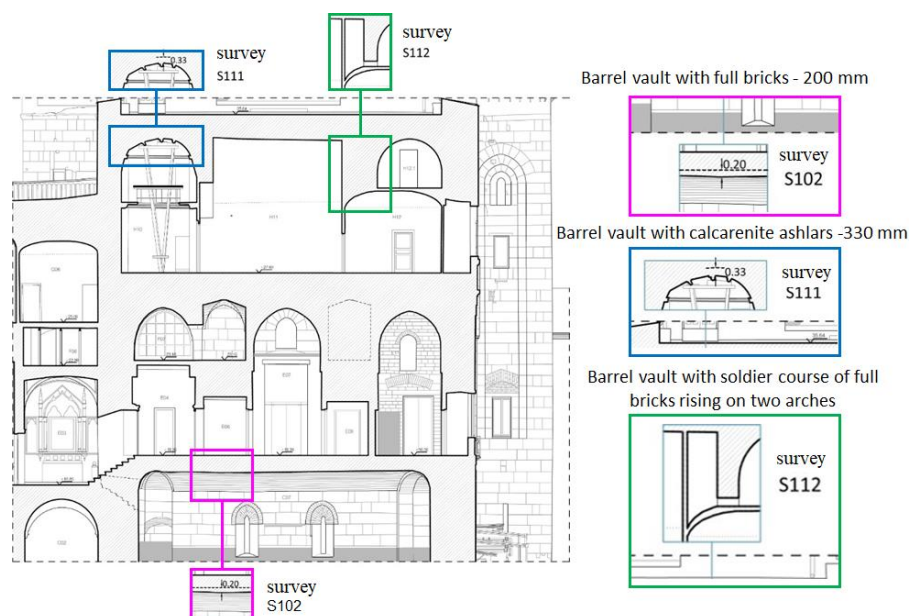 survey
S111
0.33
survey
S112
Barrel vault with full bricks - 200 mm
0.20
survey
S102
Barrel vault with calcarenite ashlars -330 mm
0.33
survey
S111
Barrel vault with soldier course of full
bricks rising on two arches
survey
S112
0.20
survey
S102